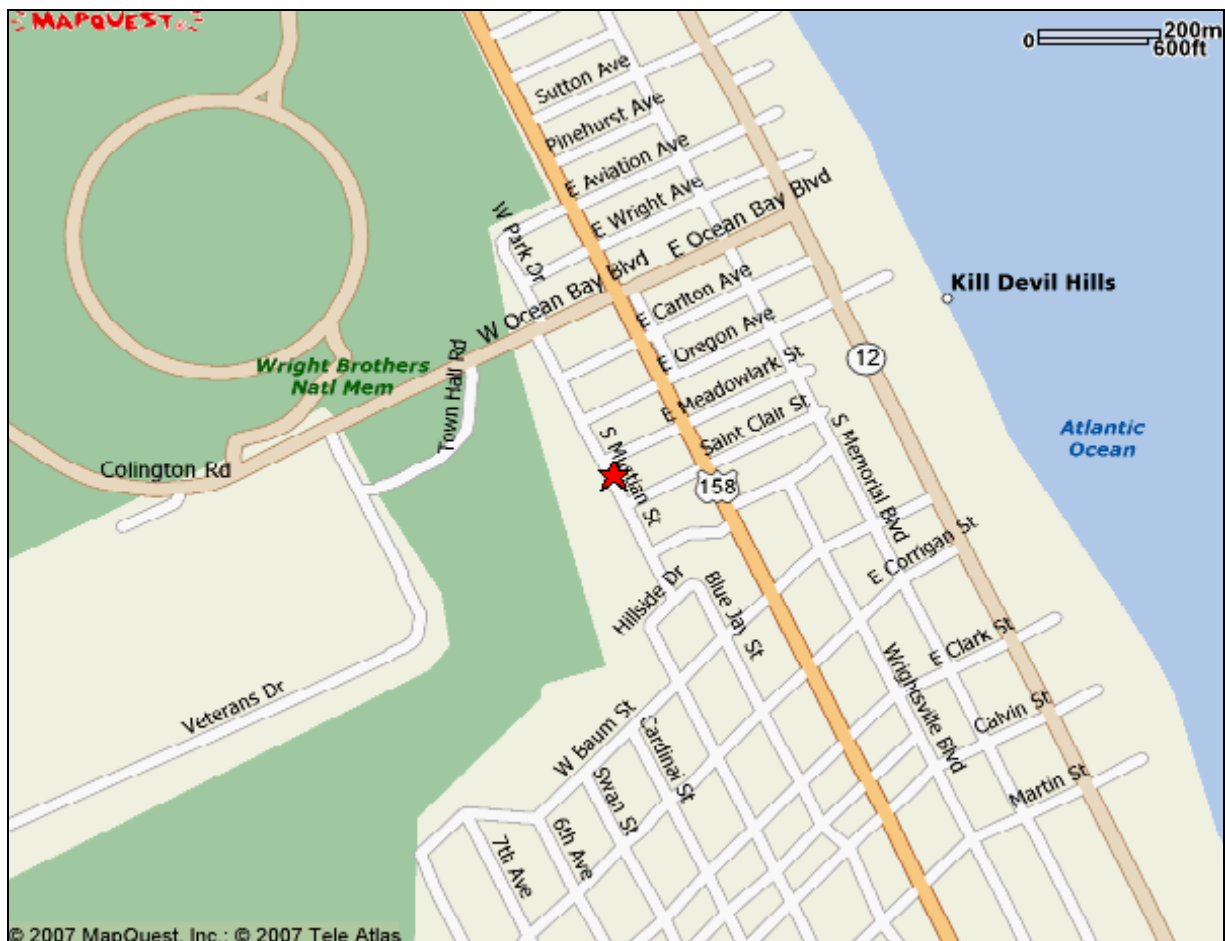 MAPQUEST
0 200m
600ft
Sutton Ave
Pinehurst Ave
E Aviation Ave
E Wright Ave
W Park Dr
E Ocean Bay Blvd
W Ocean Bay Blvd
Kill Devil Hills
E Carlton Ave
E Oregon Ave
12
Wright Brothers
Natl Mem
Town Hall Rd
E Meadowlark St
Saint Clair St
Atlantic
Ocean
Colington Rd
S Mustian St
158
S Memorial Blvd
E Corrigan St
Hillside Dr
Blue Jay St
E Clark St
Veterans Dr
Wrightsville Blvd
Calvin St
W Baum St
Cardinal St
Swan St
Martin St
6th Ave
7th Ave
© 2007 MapQuest, Inc.; © 2007 Tele Atlas